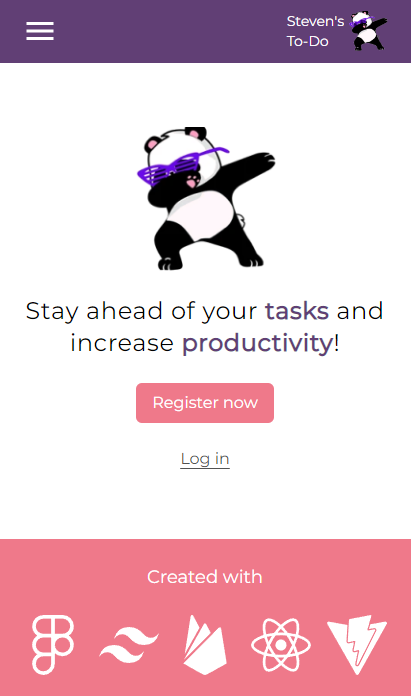 Steven's
To-Do
Stay ahead of your tasks and
increase productivity!
Register now
Log in
Created with